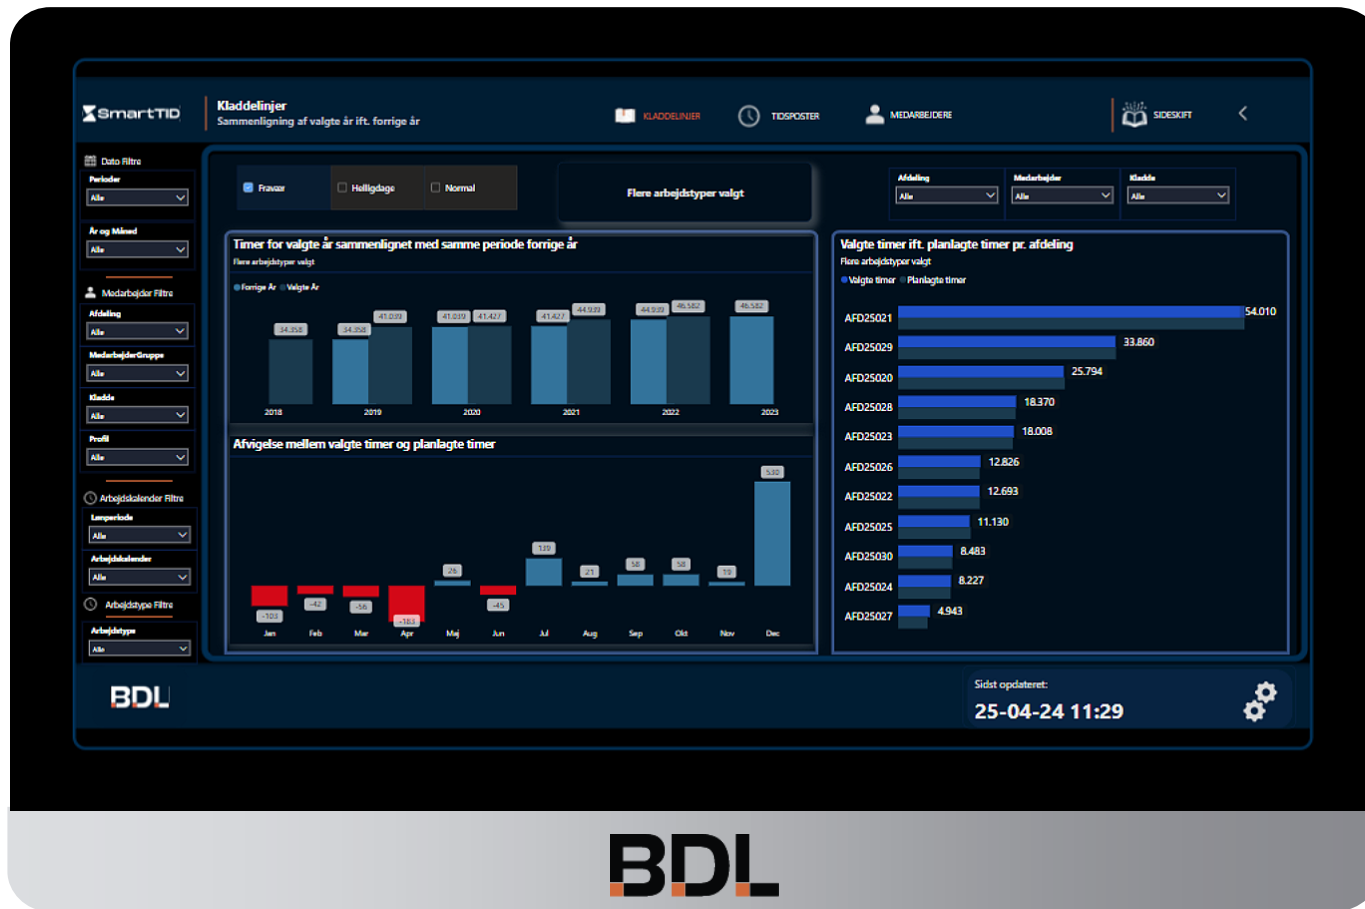 SmartTID
Kladdelinjer
Sammenligning af valgte år ift. forrige år
KLADDELINJER
TIDSPOSTER
MEDARBEJDERE
SIDESKIFT
Dato Filtre
Perioder
Alle
År og Måned
Alle
Medarbejder Filtre
Afdeling
Alle
MedarbejderGruppe
Alle
Kladde
Alle
Profil
Alle
Arbejdskalender Filtre
Lønperiode
Alle
Arbejdskalender
Alle
Arbejdstype Filtre
Arbejdstype
Alle
Fravær
Helligdage
Normal
Flere arbejdstyper valgt
Afdeling
Medarbejder
Kladde
Alle
Alle
Alle
Timer for valgte år sammenlignet med samme periode forrige år
Flere arbejdstyper valgt
Forrige År Valgte År
34.358
34.358 41.039
41.039 41.427
41.427 44.939
44.939 46.582
46.582
2018 2019 2020 2021 2022 2023
Afvigelse mellem valgte timer og planlagte timer
-103 -42 -56 -183 26 -45 139 21 58 58 19 530
Jan Feb Mar Apr Maj Jun Jul Aug Sep Okt Nov Dec
Valgte timer ift. planlagte timer pr. afdeling
Flere arbejdstyper valgt
Valgte timer Planlagte timer
AFD25021 54.010
AFD25029 33.860
AFD25020 25.794
AFD25028 18.370
AFD25023 18.008
AFD25026 12.826
AFD25022 12.693
AFD25025 11.130
AFD25030 8.483
AFD25024 8.227
AFD25027 4.943
BDL
Sidst opdateret:
25-04-24 11:29
BDL